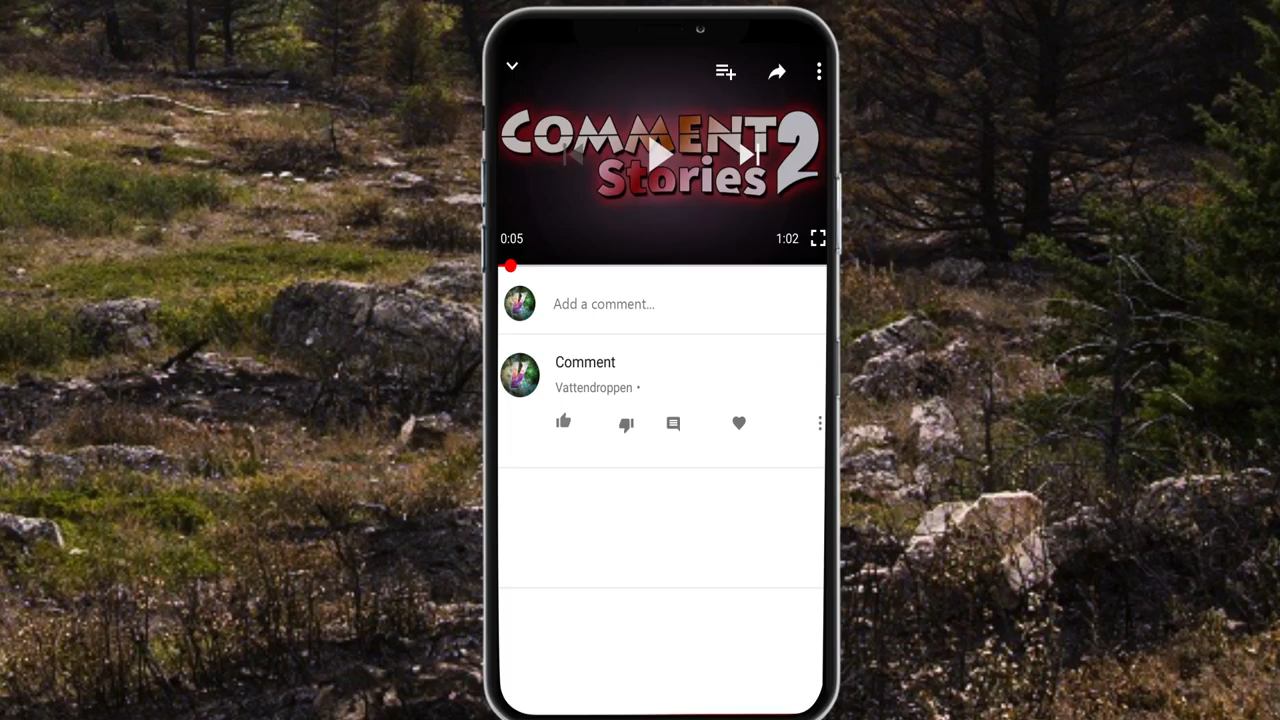 COMMENT 2
Stories
0:05
1:02
Add a comment...
Comment
Vattendroppen •